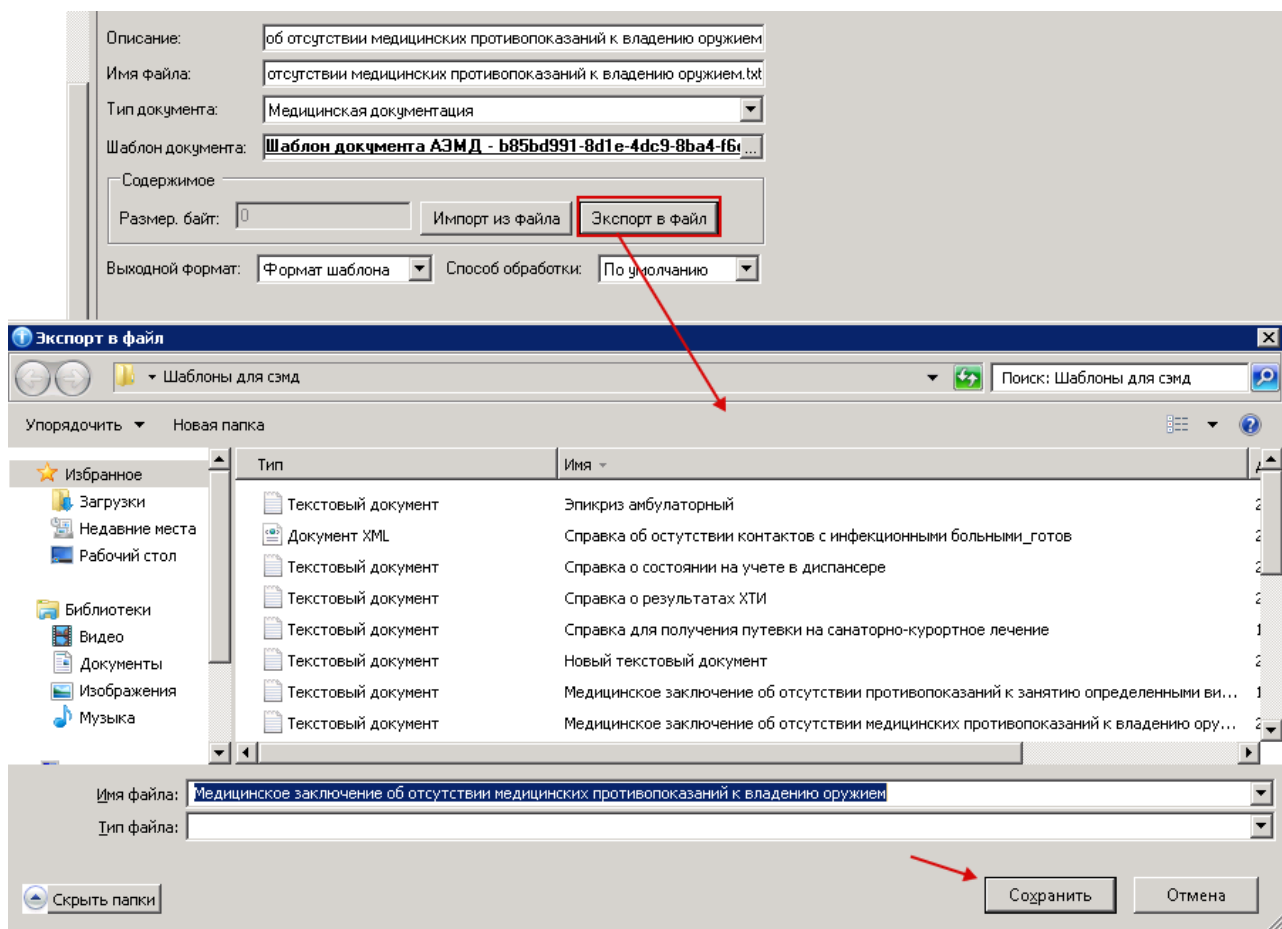 Описание: об отсутствии медицинских противопоказаний к владению оружием
Имя файла: отсутствии медицинских противопоказаний к владению оружием.txt
Тип документа: Медицинская документация
Шаблон документа: Шаблон документа АЭМД - b85bd991-8d1e-4dc9-8ba4-f6 ...
Содержимое
Размер. байт: 0 Импорт из файла Экспорт в файл
Выходной формат: Формат шаблона Способ обработки: По умолчанию
Экспорт в файл
Шаблоны для сэмд Поиск: Шаблоны для сэмд
Упорядочить Новая папка
Избранное
Загрузки
Недавние места
Рабочий стол
Библиотеки
Видео
Документы
Изображения
Музыка
Тип Имя
Текстовый документ Эпикриз амбулаторный
Документ XML Справка об остутствии контактов с инфекционными больными_готов
Текстовый документ Справка о состоянии на учете в диспансере
Текстовый документ Справка о результатах ХТИ
Текстовый документ Справка для получения путевки на санаторно-курортное лечение
Текстовый документ Новый текстовый документ
Текстовый документ Медицинское заключение об отсутствии противопоказаний к занятию определенными ви...
Текстовый документ Медицинское заключение об отсутствии медицинских противопоказаний к владению ору...
Имя файла: Медицинское заключение об отсутствии медицинских противопоказаний к владению оружием
Тип файла:
Скрыть папки Сохранить Отмена